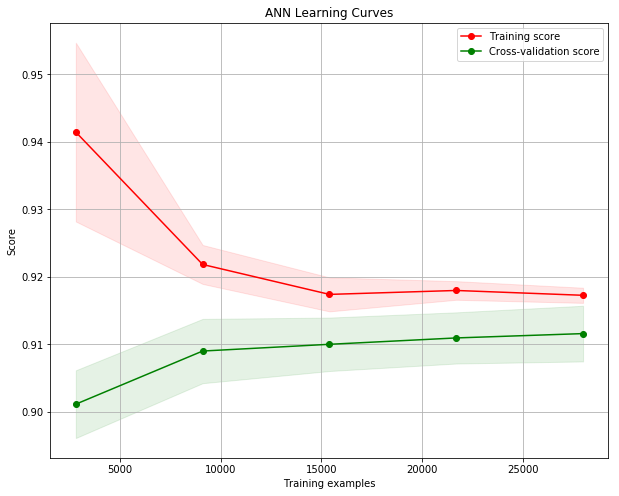 ANN Learning Curves
Training score
Cross-validation score
0.95
0.94
0.93
0.92
0.91
0.90
Score
5000 10000 15000 20000 25000
Training examples